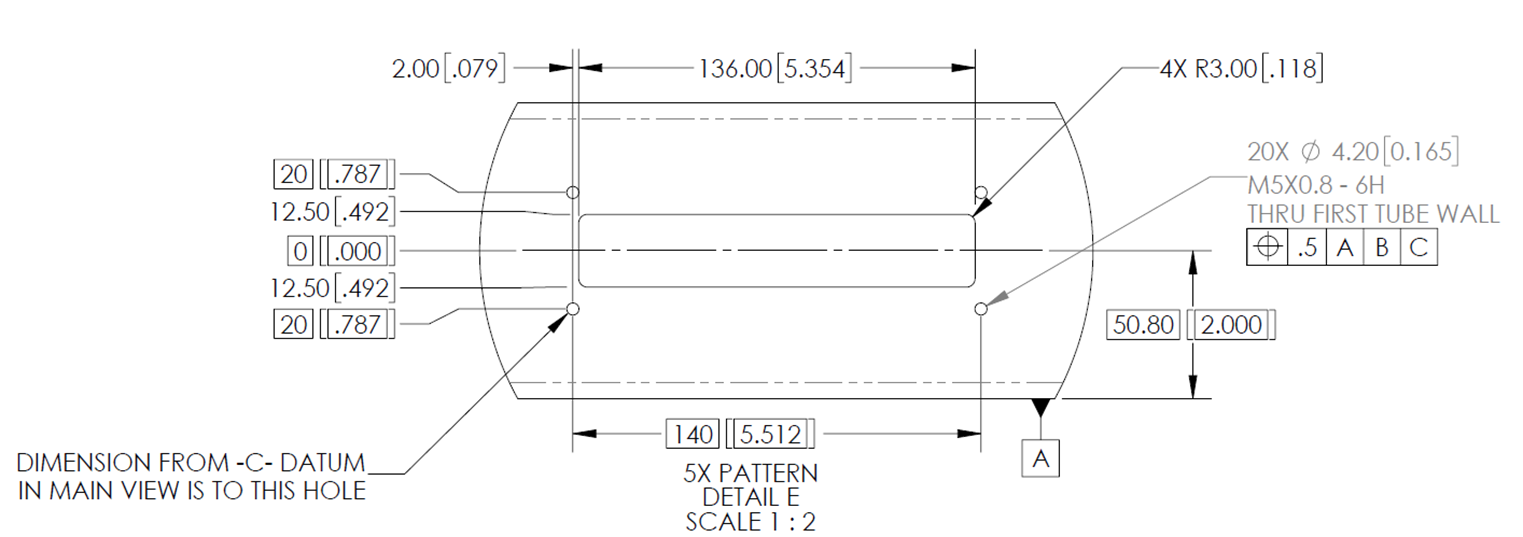 2.00[.079]
136.00[5.354]
4X R3.00[.118]
20X Ø 4.20[0.165]
M5X0.8 - 6H
THRU FIRST TUBE WALL
⌖ .5 A B C
20 [.787]
12.50[.492]
0 [.000]
12.50[.492]
20 [.787]
50.80 [2.000]
140 [5.512]
A
DIMENSION FROM -C- DATUM
IN MAIN VIEW IS TO THIS HOLE
5X PATTERN
DETAIL E
SCALE 1 : 2